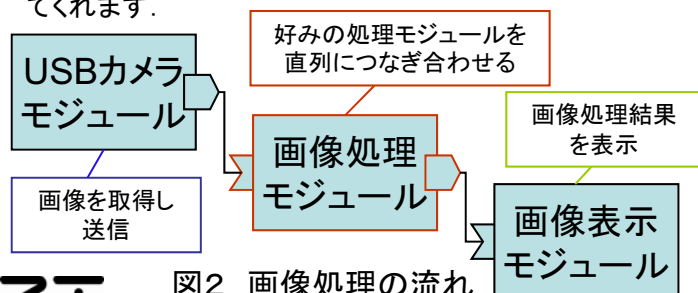 てくれます.
好みの処理モジュールを
直列につなぎ合わせる
USBカメラ
モジュール
画像処理結果
を表示
画像処理
モジュール
画像を取得し
送信
画像表示
モジュール
図2 画像処理の流れ